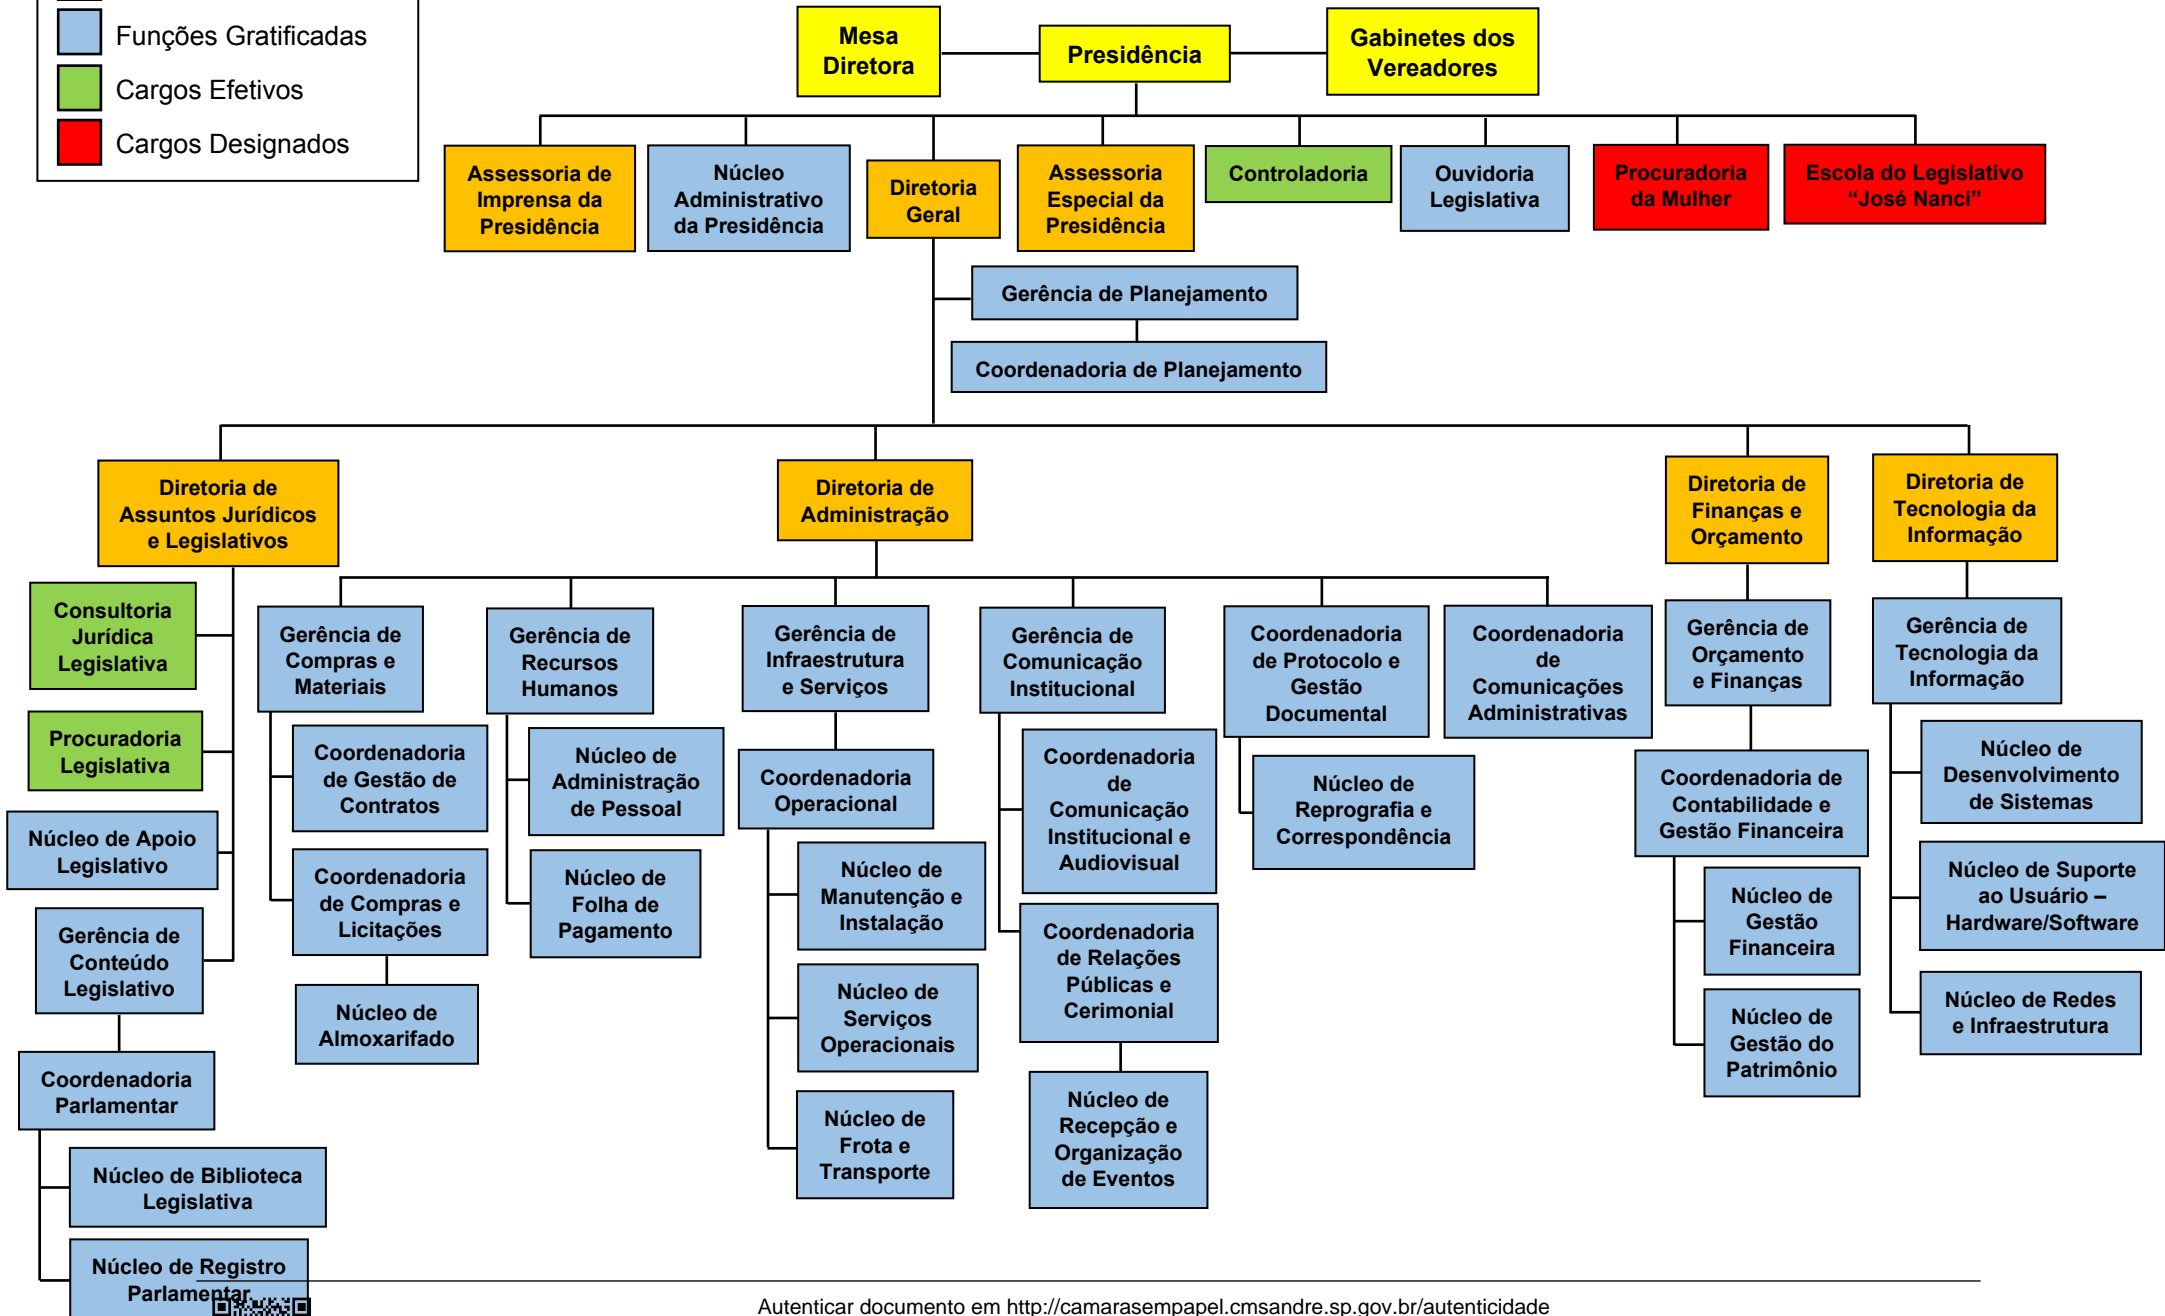 Funções Gratificadas
Cargos Efetivos
Cargos Designados
Mesa
Diretora
Presidência
Gabinetes dos
Vereadores
Assessoria de
Imprensa da
Presidência
Núcleo
Administrativo
da Presidência
Diretoria
Geral
Assessoria
Especial da
Presidência
Controladoria
Ouvidoria
Legislativa
Procuradoria
da Mulher
Escola do Legislativo
“José Nanci”
Gerência de Planejamento
Coordenadoria de Planejamento
Diretoria de
Assuntos Jurídicos
e Legislativos
Diretoria de
Administração
Diretoria de
Finanças e
Orçamento
Diretoria de
Tecnologia da
Informação
Consultoria
Jurídica
Legislativa
Procuradoria
Legislativa
Núcleo de Apoio
Legislativo
Gerência de
Conteúdo
Legislativo
Coordenadoria
Parlamentar
Núcleo de Biblioteca
Legislativa
Núcleo de Registro
Parlamentar
Gerência de
Compras e
Materiais
Coordenadoria
de Gestão de
Contratos
Coordenadoria
de Compras e
Licitações
Núcleo de
Almoxarifado
Gerência de
Recursos
Humanos
Núcleo de
Administração
de Pessoal
Núcleo de
Folha de
Pagamento
Gerência de
Infraestrutura
e Serviços
Coordenadoria
Operacional
Núcleo de
Manutenção e
Instalação
Núcleo de
Serviços
Operacionais
Núcleo de
Frota e
Transporte
Gerência de
Comunicação
Institucional
Coordenadoria
de
Comunicação
Institucional e
Audiovisual
Coordenadoria
de Relações
Públicas e
Cerimonial
Núcleo de
Recepção e
Organização
de Eventos
Coordenadoria
de Protocolo e
Gestão
Documental
Núcleo de
Reprografia e
Correspondência
Coordenadoria
de
Comunicações
Administrativas
Gerência de
Orçamento
e Finanças
Coordenadoria de
Contabilidade e
Gestão Financeira
Núcleo de
Gestão
Financeira
Núcleo de
Gestão do
Patrimônio
Gerência de
Tecnologia da
Informação
Núcleo de
Desenvolvimento
de Sistemas
Núcleo de Suporte
ao Usuário –
Hardware/Software
Núcleo de Redes
e Infraestrutura
Autenticar documento em http://camarasempapel.cmsandre.sp.gov.br/autenticidade